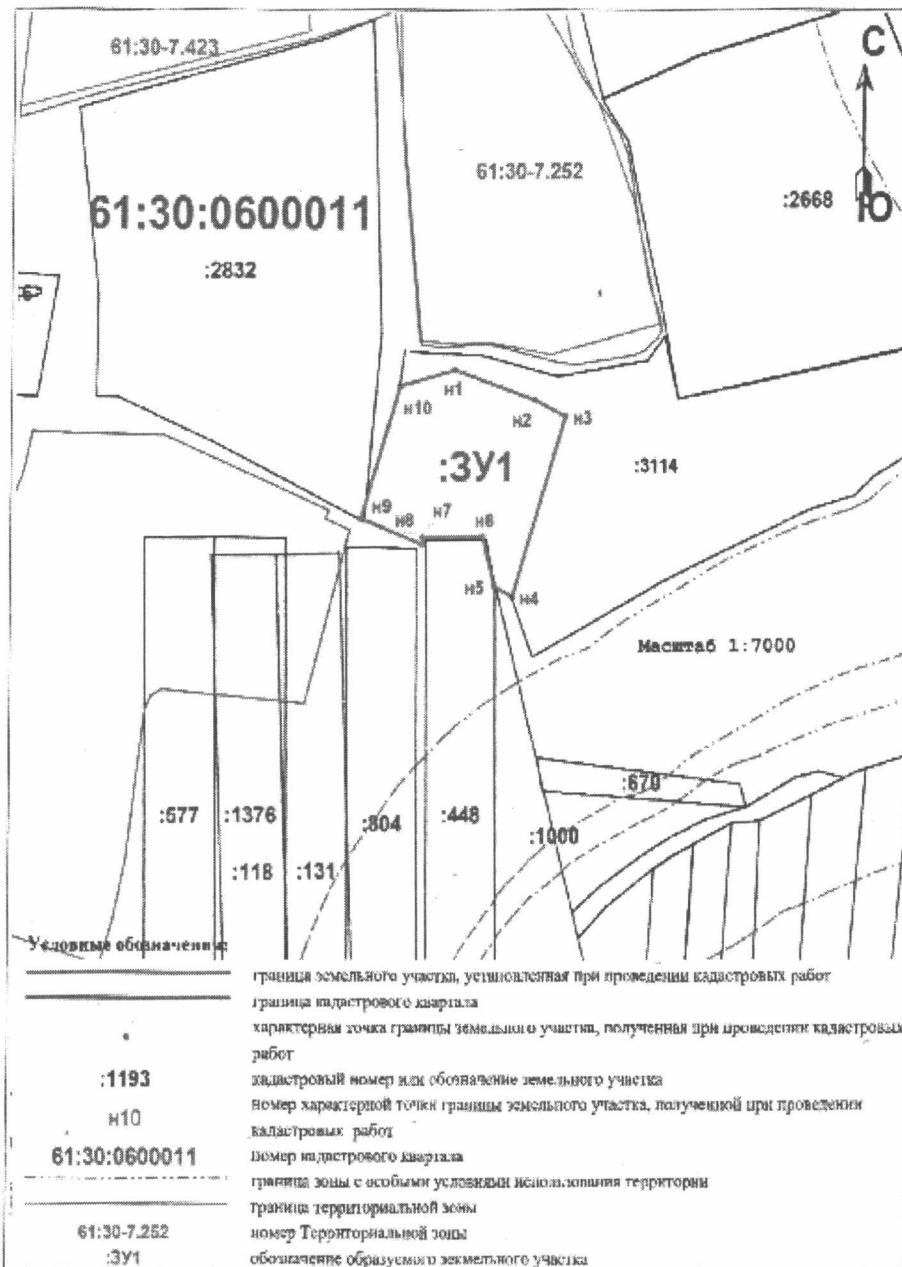 61:30-7.423
С
61:30-7.252
:2668
61:30:0600011
Ю
:2832
н1
н10
н2
н3
:ЗУ1
:3114
н9
н7
н8
н6
н5
н4
Масштаб 1:7000
:670
:577
:1376
:804
:448
:1000
:118
:131
Условные обозначения:
граница земельного участка, установленная при проведении кадастровых работ
граница кадастрового квартала
характерная точка границы земельного участка, полученная при проведении кадастровых
работ
:1193
кадастровый номер или обозначение земельного участка
н10
номер характерной точки границы земельного участка, полученной при проведении
кадастровых работ
61:30:0600011
номер кадастрового квартала
граница зоны с особыми условиями использования территории
граница территориальной зоны
61:30-7.252
номер Территориальной зоны
:ЗУ1
обозначение образуемого зекмельного участка